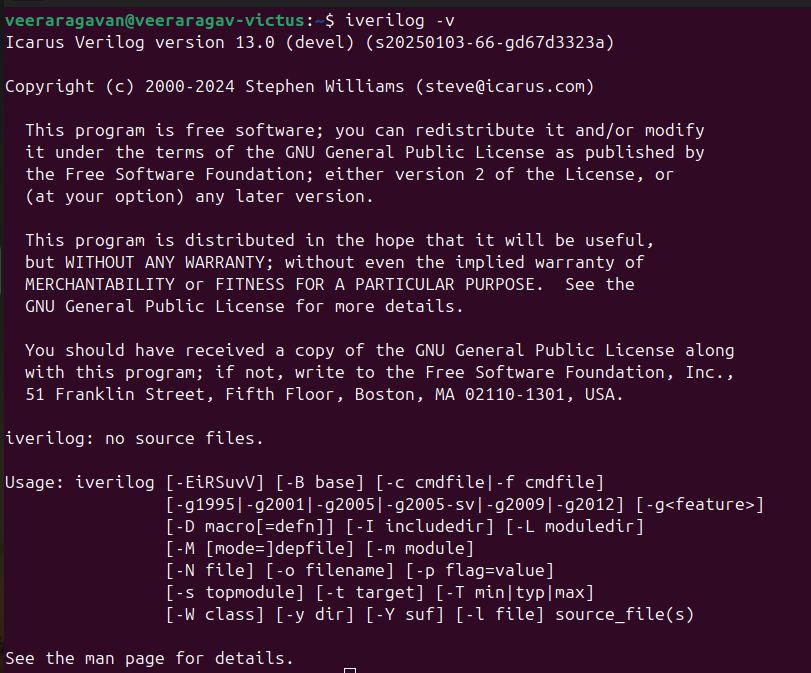 veeraragavan@veeraragav-victus:~$ iverilog -v
Icarus Verilog version 13.0 (devel) (s20250103-66-gd67d3323a)
Copyright (c) 2000-2024 Stephen Williams (steve@icarus.com)
This program is free software; you can redistribute it and/or modify
it under the terms of the GNU General Public License as published by
the Free Software Foundation; either version 2 of the License, or
(at your option) any later version.
This program is distributed in the hope that it will be useful,
but WITHOUT ANY WARRANTY; without even the implied warranty of
MERCHANTABILITY or FITNESS FOR A PARTICULAR PURPOSE.  See the
GNU General Public License for more details.
You should have received a copy of the GNU General Public License along
with this program; if not, write to the Free Software Foundation, Inc.,
51 Franklin Street, Fifth Floor, Boston, MA 02110-1301, USA.
iverilog: no source files.
Usage: iverilog [-EiRSuvV] [-B base] [-c cmdfile|-f cmdfile]
[-g1995|-g2001|-g2005|-g2005-sv|-g2009|-g2012] [-g<feature>]
[-D macro[=defn]] [-I includedir] [-L moduledir]
[-M [mode=]depfile] [-m module]
[-N file] [-o filename] [-p flag=value]
[-s topmodule] [-t target] [-T min|typ|max]
[-W class] [-y dir] [-Y suf] [-l file] source_file(s)
See the man page for details.